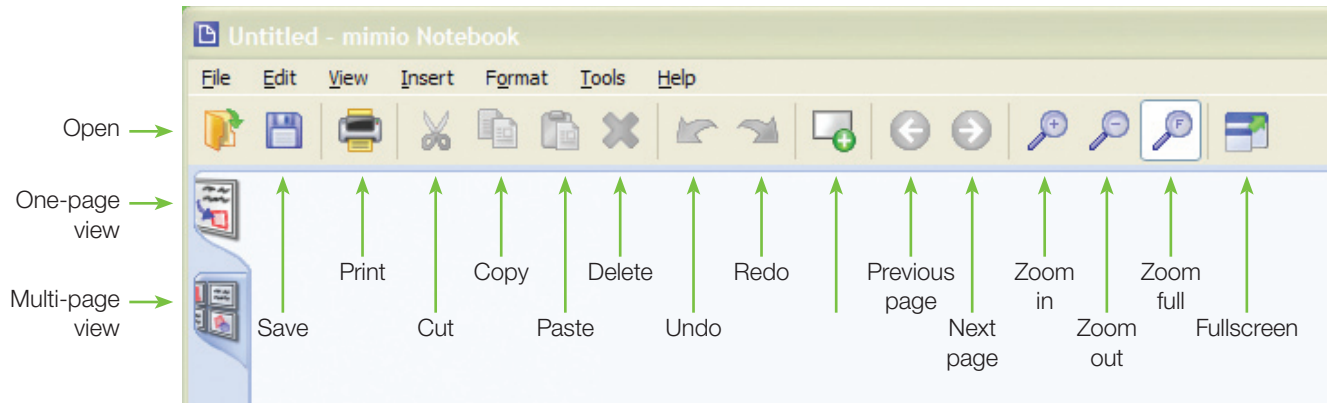 Untitled - mimio Notebook
File Edit View Insert Format Tools Help
Open
One-page
view
Multi-page
view
Print Copy Delete Redo Previous
page Zoom
in Zoom
full
Save Cut Paste Undo Next
page Zoom
out Fullscreen
+
-
F